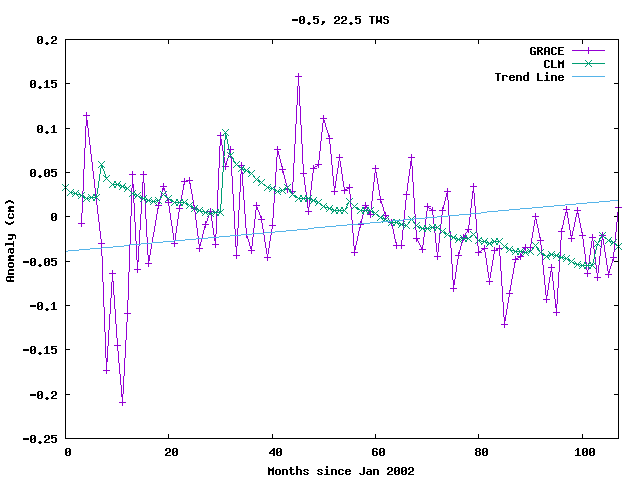 -0.5, 22.5 TWS
GRACE
CLM
Trend Line
0.2
0.15
0.1
0.05
0
-0.05
-0.1
-0.15
-0.2
-0.25
Anomaly (cm)
0 20 40 60 80 100
Months since Jan 2002